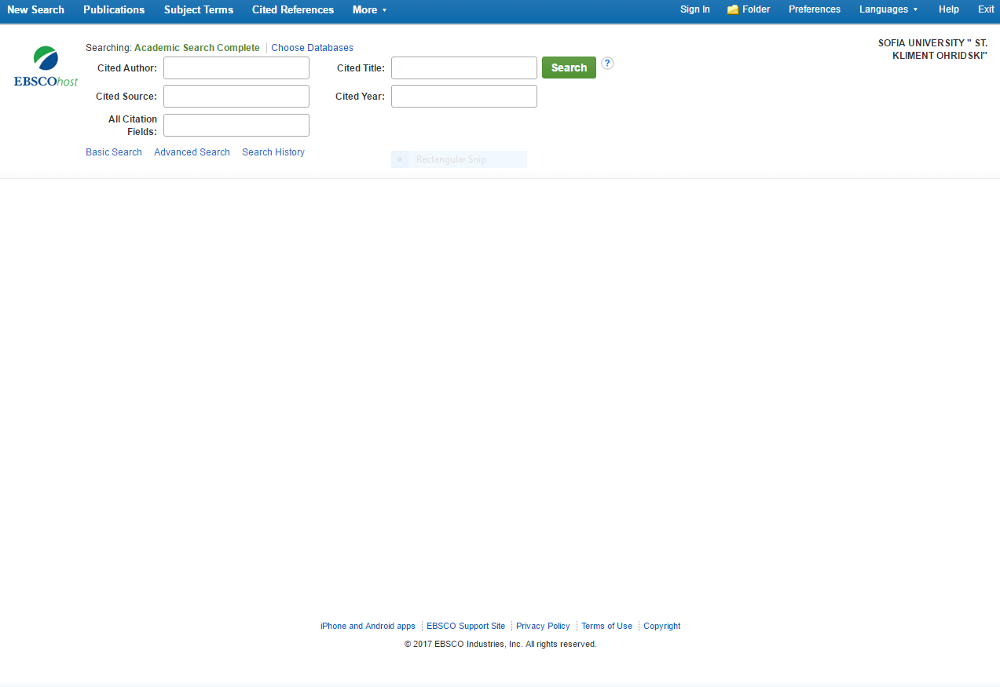 New Search Publications Subject Terms Cited References More Sign In Folder Preferences Languages Help Exit
SOFIA UNIVERSITY " ST.
KLIMENT OHRIDSKI"
EBSCOhost
Searching: Academic Search Complete Choose Databases
Cited Author: Cited Title: Search ?
Cited Source: Cited Year:
All Citation
Fields:
Basic Search Advanced Search Search History
Rectangular Snip
iPhone and Android apps EBSCO Support Site Privacy Policy Terms of Use Copyright
© 2017 EBSCO Industries, Inc. All rights reserved.